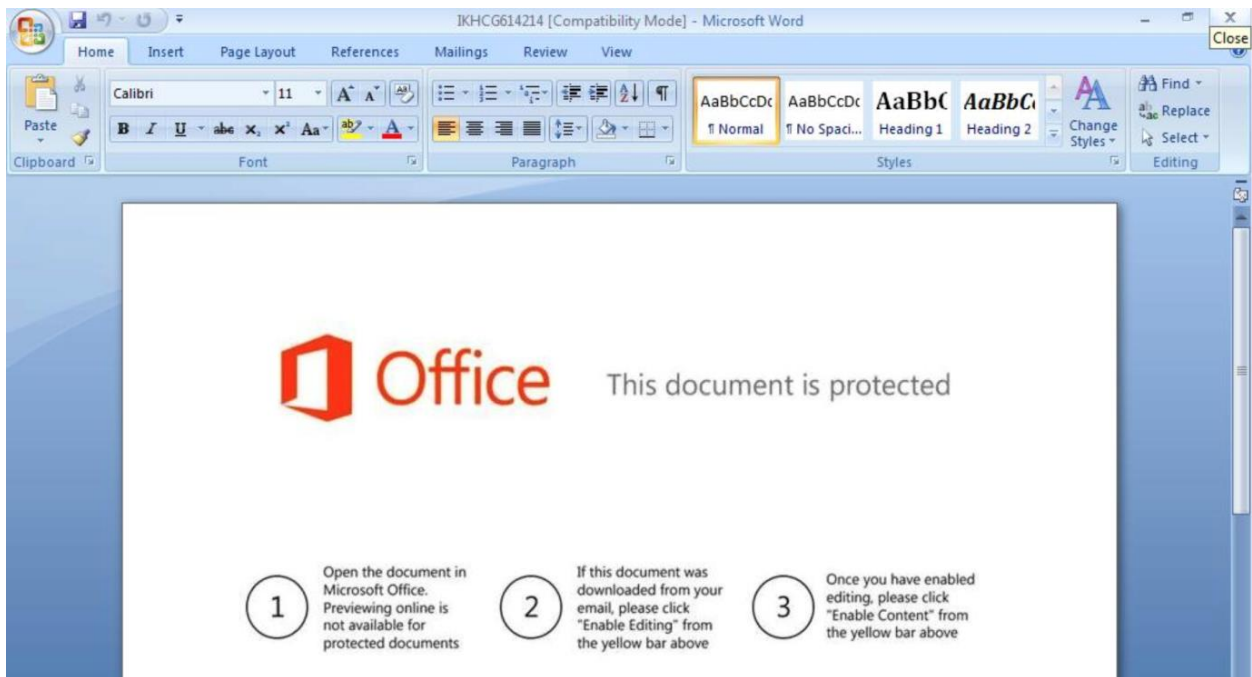 IKHCG614214 [Compatibility Mode] - Microsoft Word
Close
Home Insert Page Layout References Mailings Review View
Paste
Calibri 11
B I U abe X₂ X² Aa A
AaBbCcDc AaBbCcDc AaBbC AaBbC
¶ Normal ¶ No Spaci... Heading 1 Heading 2
Change Styles
Find
Replace
Select
Clipboard Font Paragraph Styles Editing
Office This document is protected
1
Open the document in
Microsoft Office.
Previewing online is
not available for
protected documents
2
If this document was
downloaded from your
email, please click
"Enable Editing" from
the yellow bar above
3
Once you have enabled
editing, please click
"Enable Content" from
the yellow bar above